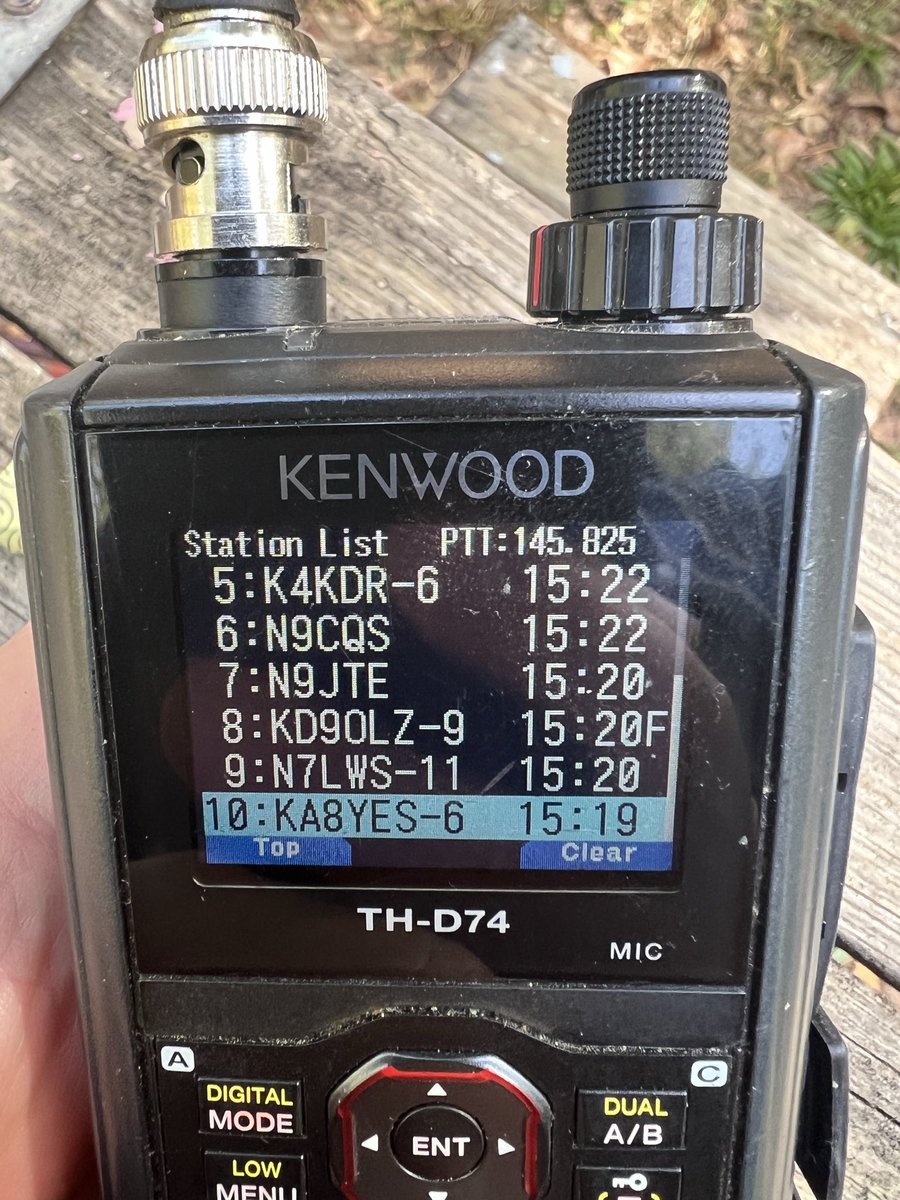 KENWOOD
Station List PTT:145.825
5:K4KDR-6 15:22
6:N9CQS 15:22
7:N9JTE 15:20
8:KD9OLZ-9 15:20F
9:N7LWS-11 15:20
10:KA8YES-6 15:19
Top Clear
TH-D74
MIC
A C
DIGITAL DUAL
MODE ENT A/B
LOW
MENU